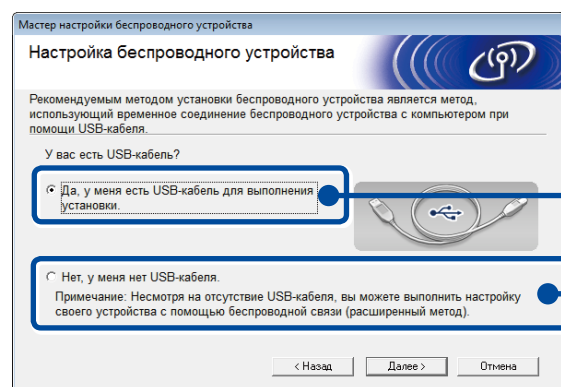 Мастер настройки беспроводного устройства
Настройка беспроводного устройства
Рекомендуемым методом установки беспроводного устройства является метод,
использующий временное соединение беспроводного устройства с компьютером при
помощи USB-кабеля.
У вас есть USB-кабель?
Да, у меня есть USB-кабель для выполнения
установки.
Нет, у меня нет USB-кабеля.
Примечание: Несмотря на отсутствие USB-кабеля, вы можете выполнить настройку
своего устройства с помощью беспроводной связи (расширенный метод).
< Назад
Далее >
Отмена